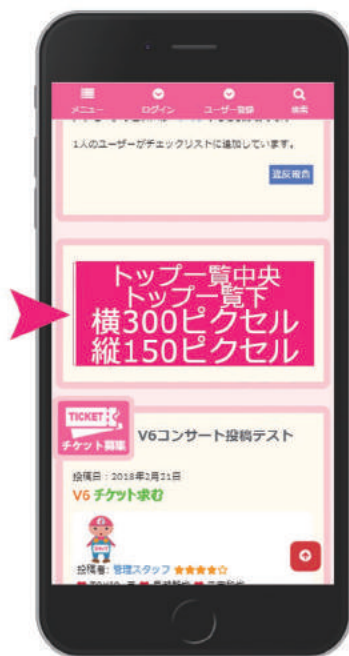 メニュー
ログイン
ユーザー登録
検索
1人のユーザーがチェックリストに追加しています。
違反報告
トップ一覧中央
トップ一覧下
横300ピクセル
縦150ピクセル
TICKET
チケット募集
V6コンサート投稿テスト
投稿日：2018年2月21日
V6 チケット求む
投稿者: 管理スタッフ ★★★★☆